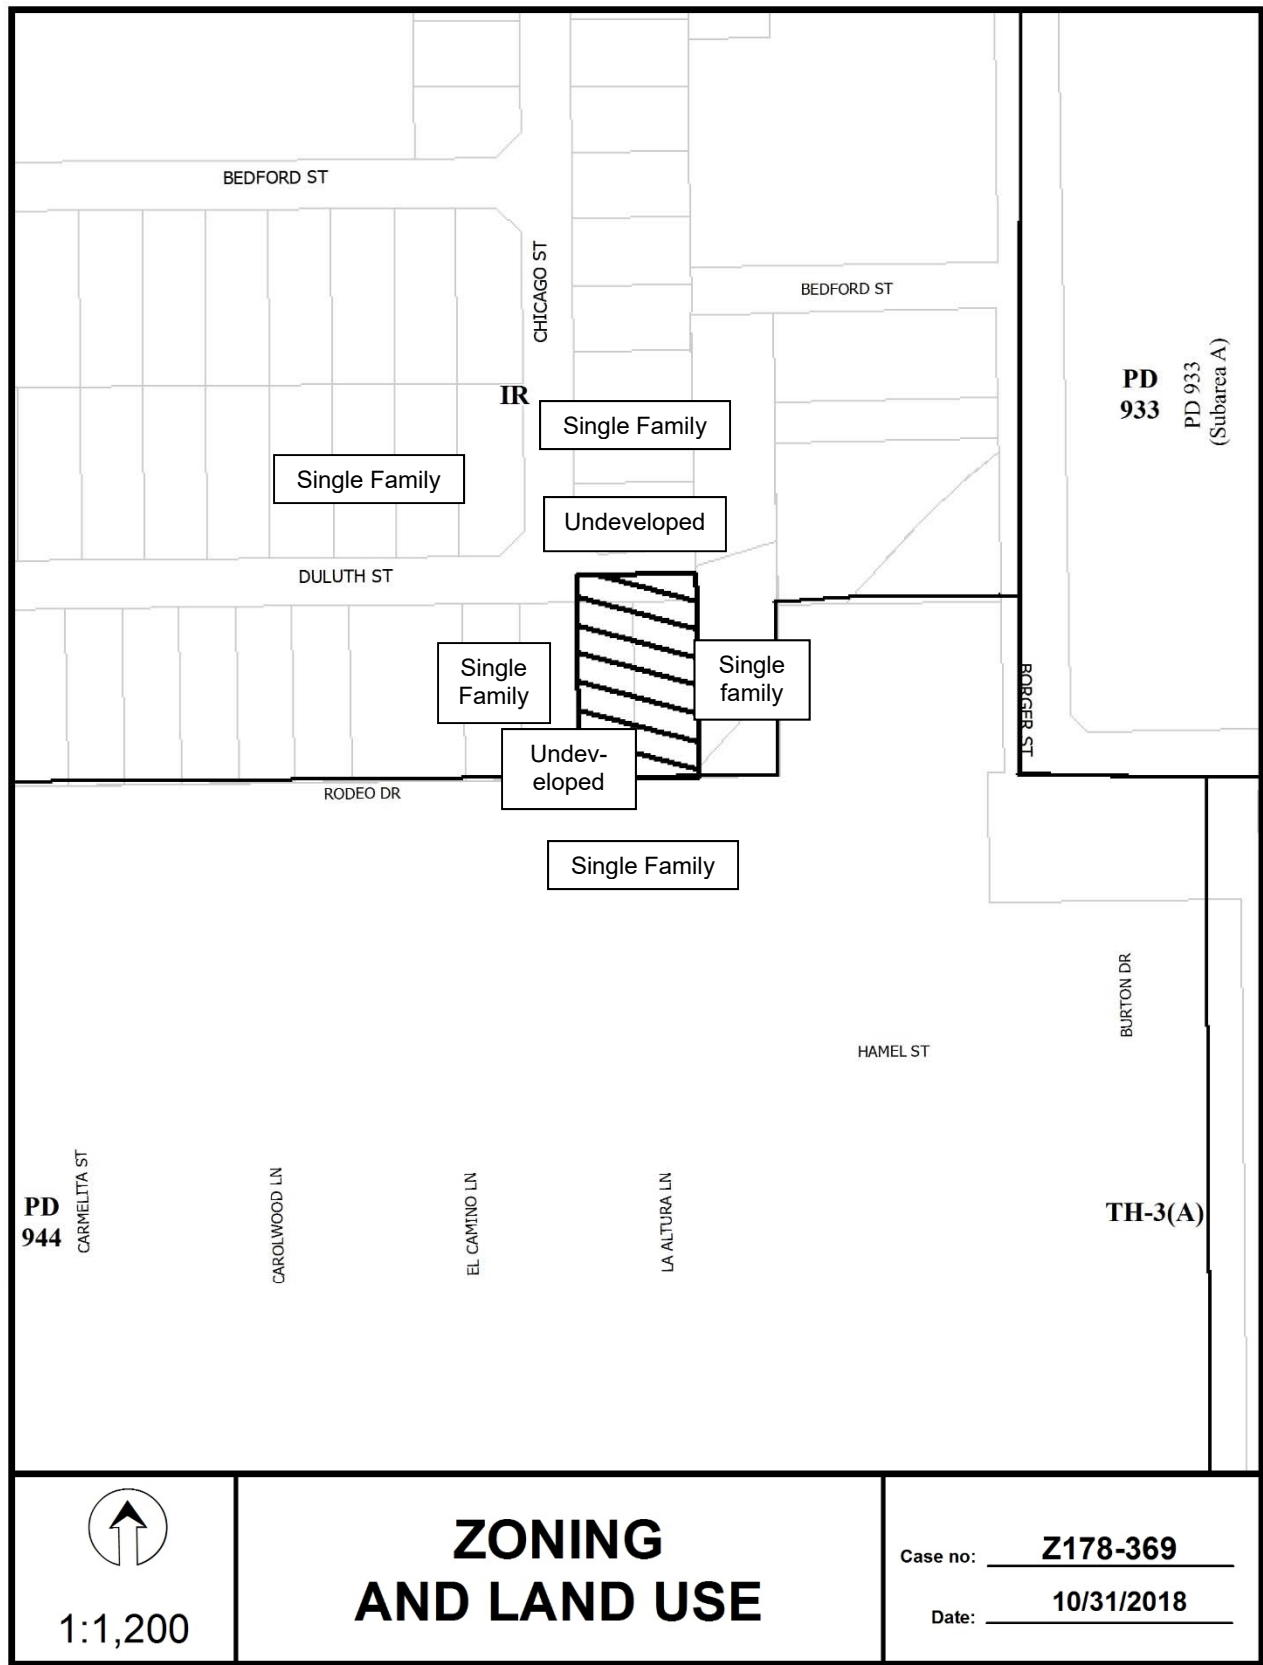 BEDFORD ST
CHICAGO ST
BEDFORD ST
PD
933
PD 933
(Subarea A)
IR
Single Family
Single Family
Undeveloped
DULUTH ST
Single
Family
Single
family
BORGER ST
Undev-
eloped
RODEO DR
Single Family
BURTON DR
HAMEL ST
PD
944
CARMELITA ST
CAROLWOOD LN
EL CAMINO LN
LA ALTURA LN
TH-3(A)
1:1,200
ZONING
AND LAND USE
Case no: Z178-369
Date: 10/31/2018